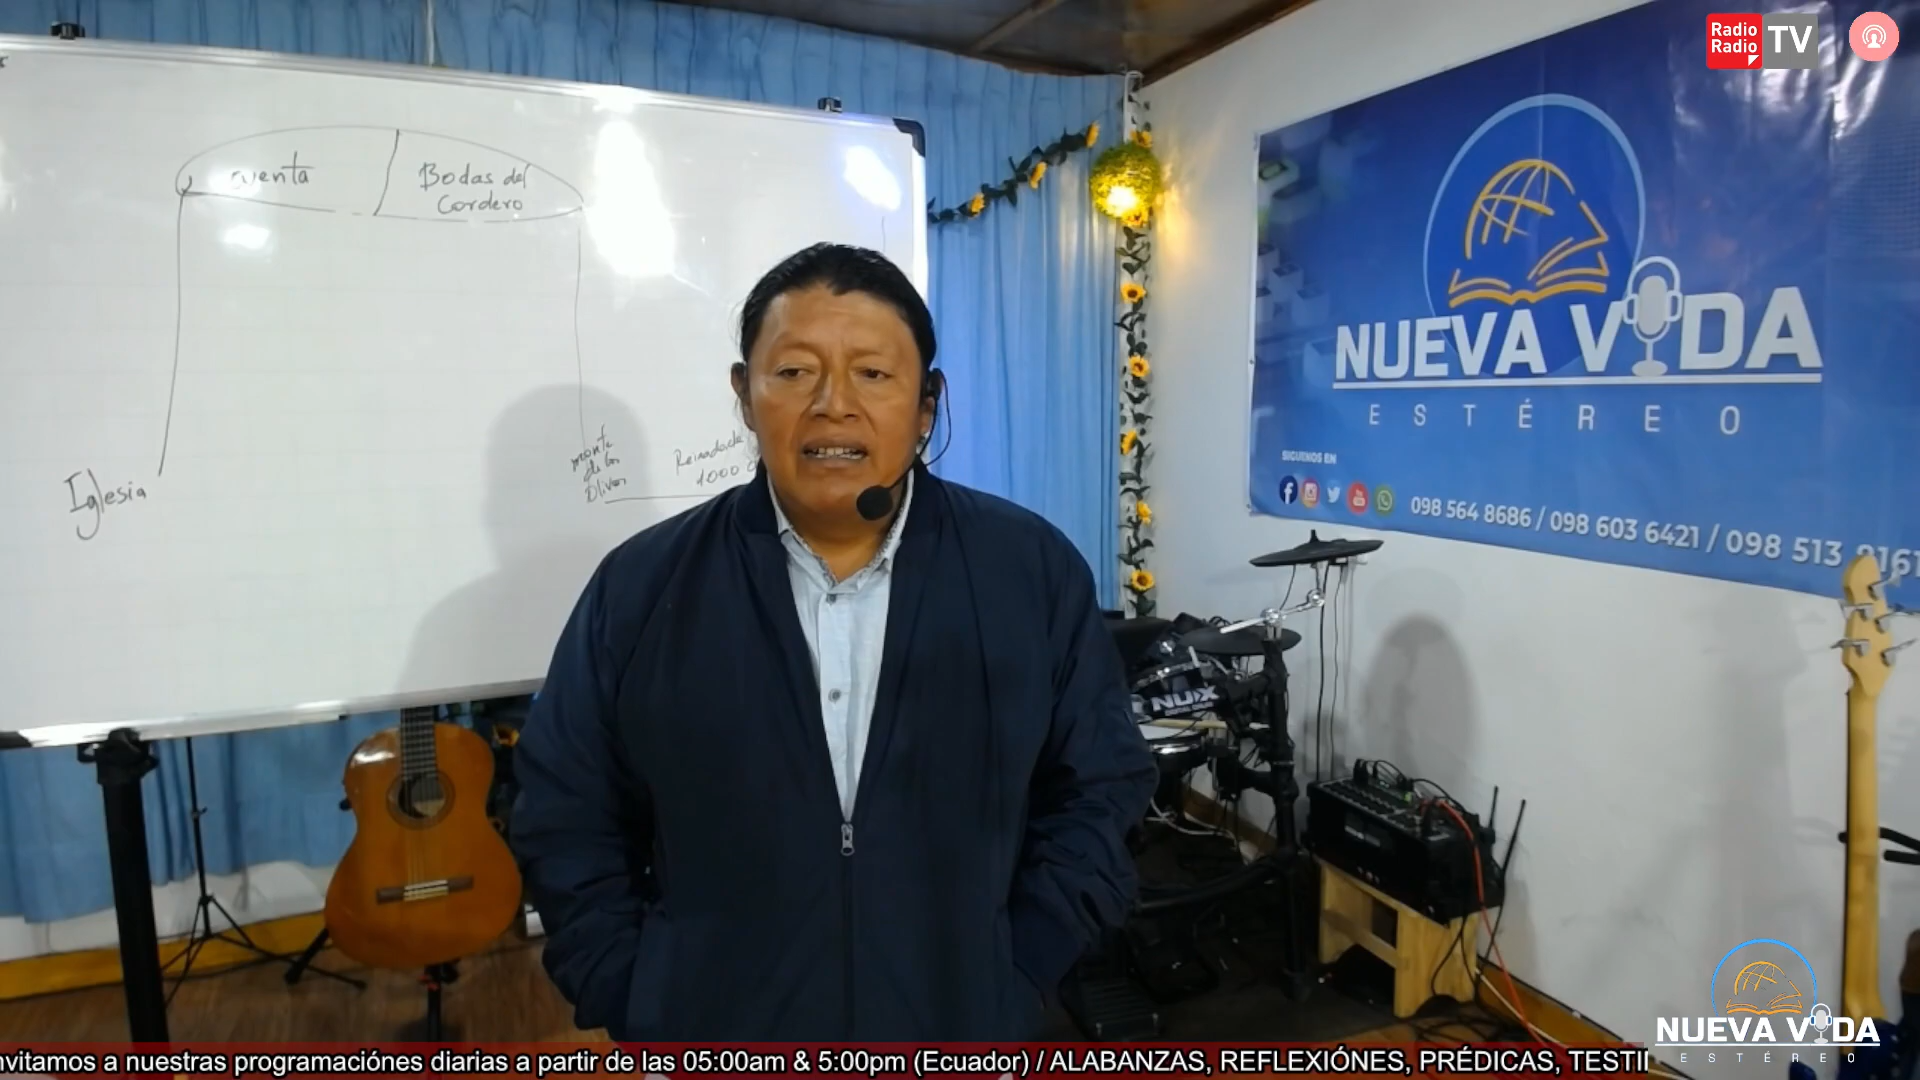 Radio
Radio
TV
cuenta
Bodas del
Cordero
Iglesia
monte
de los
Olivos
Reinado de
1000
NUEVA VIDA
ESTÉREO
SIGUENOS EN
098 564 8686 / 098 603 6421 / 098 513
NUX
NUEVA VIDA
ESTÉREO
nvitamos a nuestras programaciónes diarias a partir de las 05:00am & 5:00pm (Ecuador) / ALABANZAS, REFLEXIÓNES, PRÉDICAS, TESTI